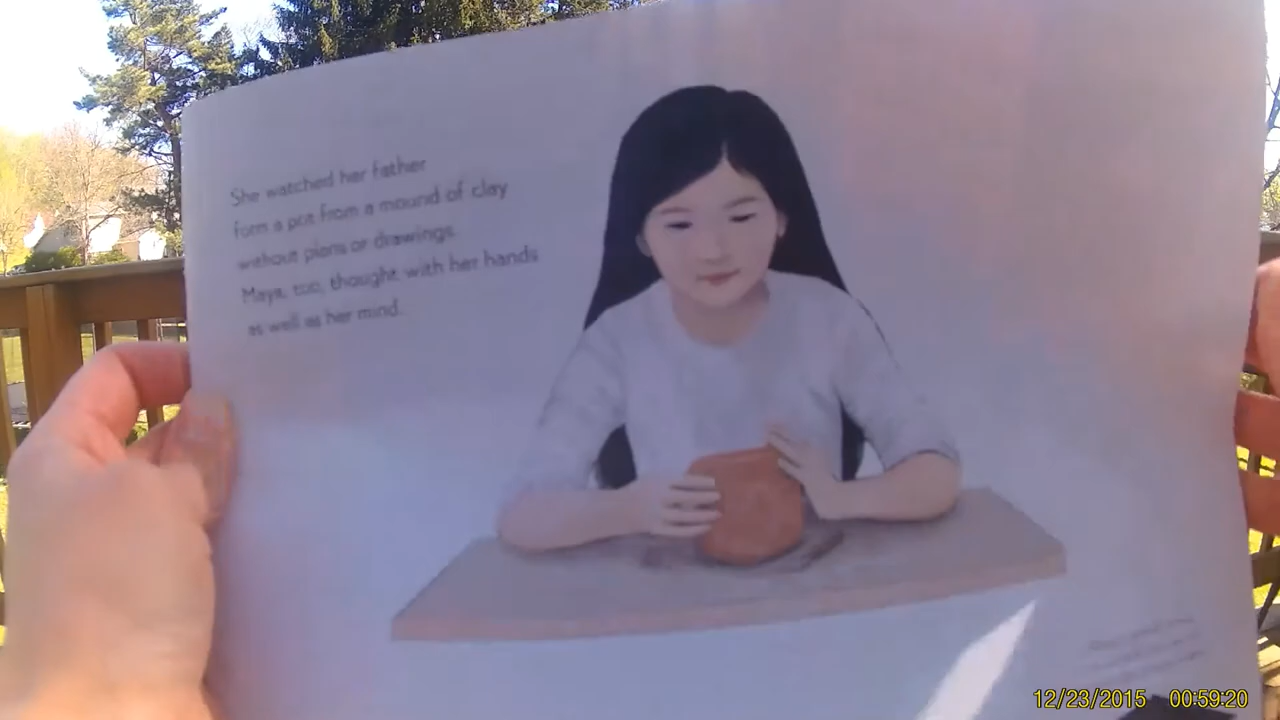 She watched her father
form a pot from a mound of clay
without plans or drawings.
Maya, too, thought with her hands
as well as her mind.
12/23/2015 00:59:20